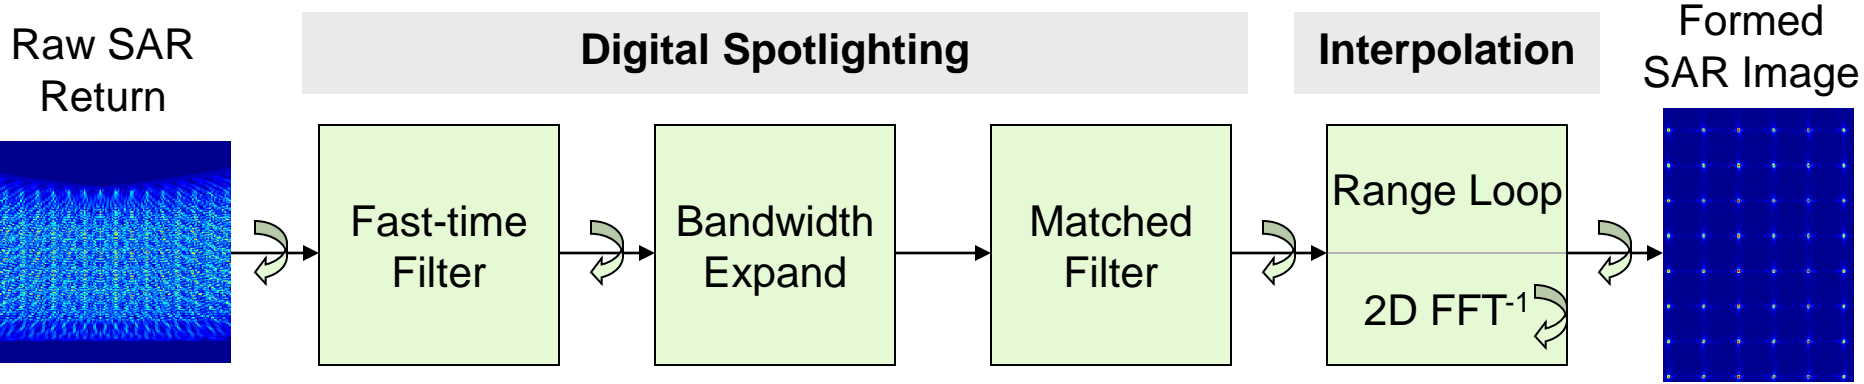 Raw SAR
Return
Digital Spotlighting
Interpolation
Formed
SAR Image
Fast-time
Filter
Bandwidth
Expand
Matched
Filter
Range Loop
2D FFT-1